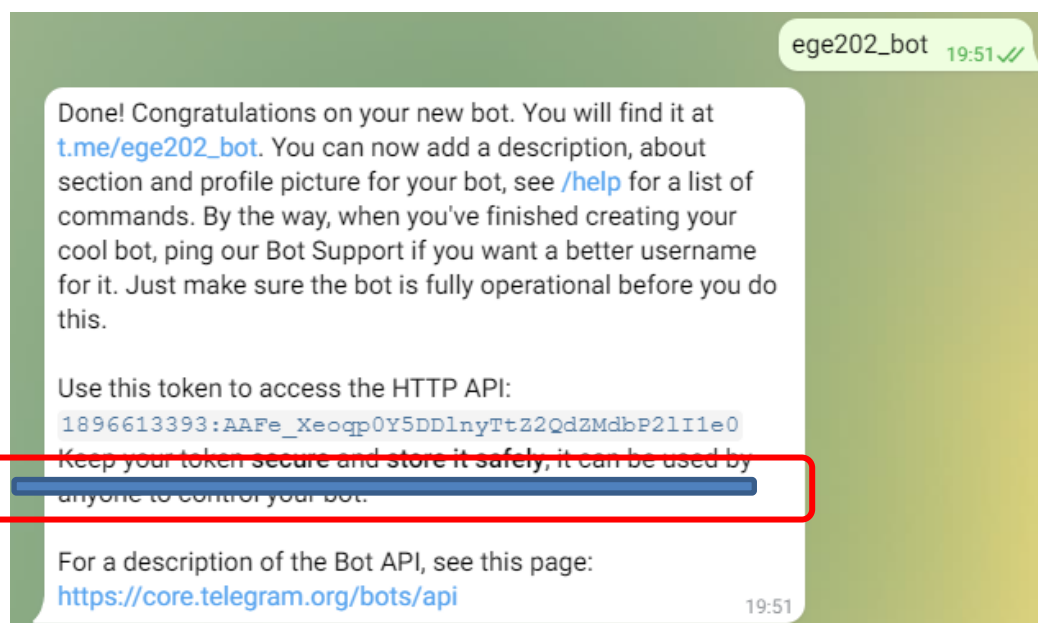 ege202_bot 19:51
Done! Congratulations on your new bot. You will find it at
t.me/ege202_bot. You can now add a description, about
section and profile picture for your bot, see /help for a list of
commands. By the way, when you've finished creating your
cool bot, ping our Bot Support if you want a better username
for it. Just make sure the bot is fully operational before you do
this.
Use this token to access the HTTP API:
1896613393:AAFe_Xeoqp0Y5DDlnyTtZ2QdZMdbP2lI1e0
Keep your token secure and store it safely, it can be used by
anyone to control your bot.
For a description of the Bot API, see this page:
https://core.telegram.org/bots/api
19:51